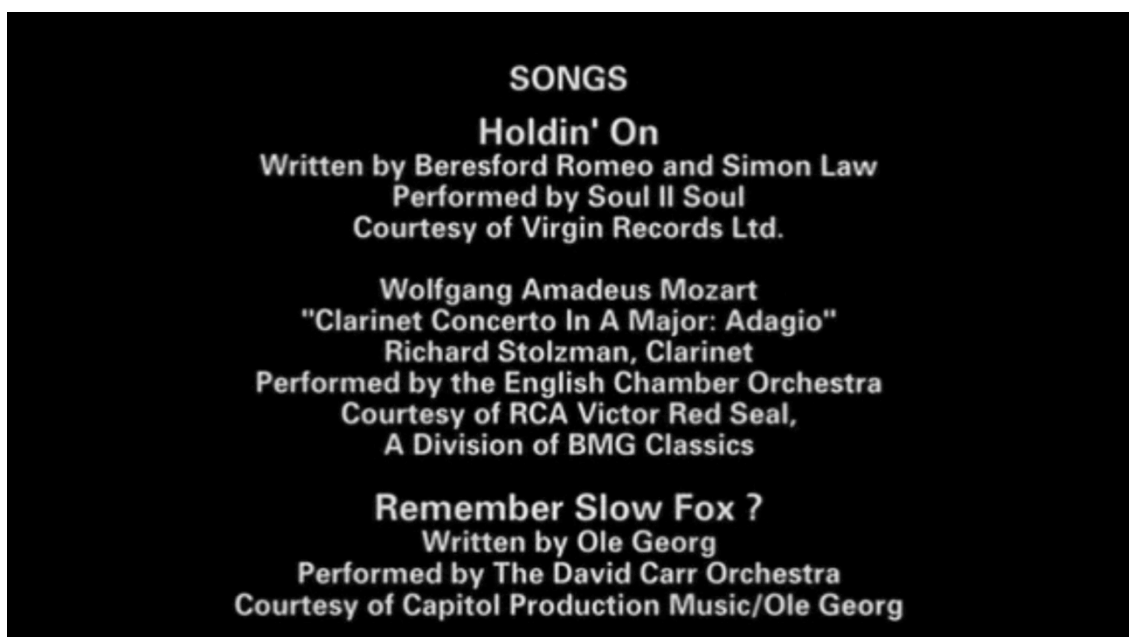 SONGS
Holdin' On
Written by Beresford Romeo and Simon Law
Performed by Soul II Soul
Courtesy of Virgin Records Ltd.
Wolfgang Amadeus Mozart
"Clarinet Concerto In A Major: Adagio"
Richard Stolzman, Clarinet
Performed by the English Chamber Orchestra
Courtesy of RCA Victor Red Seal,
A Division of BMG Classics
Remember Slow Fox ?
Written by Ole Georg
Performed by The David Carr Orchestra
Courtesy of Capitol Production Music/Ole Georg